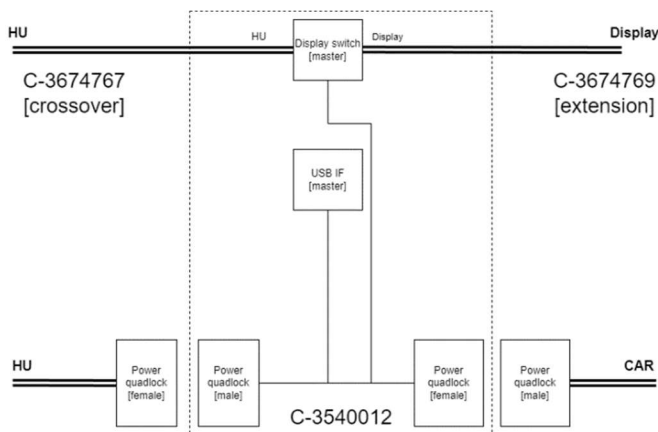 HU
HU
Display switch
[master]
Display
Display
C-3674767
[crossover]
C-3674769
[extension]
USB IF
[master]
HU
Power
quadlock
[female]
Power
quadlock
[male]
Power
quadlock
[female]
Power
quadlock
[male]
CAR
C-3540012